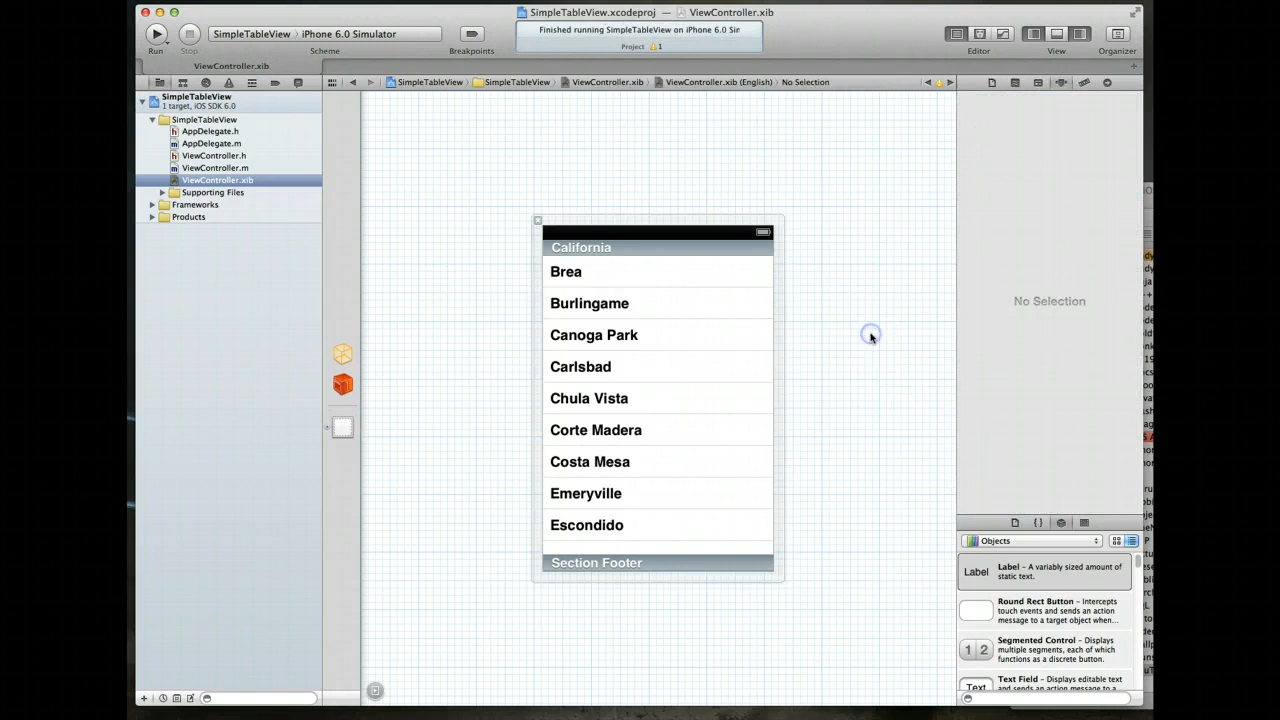 SimpleTableView.xcodeproj — ViewController.xib
SimpleTableView › iPhone 6.0 Simulator
Finished running SimpleTableView on iPhone 6.0 Sir
Project 1
Run
Stop
Scheme
Breakpoints
Editor
View
Organizer
ViewController.xib
SimpleTableView
SimpleTableView
ViewController.xib
ViewController.xib (English)
No Selection
SimpleTableView
1 target, iOS SDK 6.0
SimpleTableView
AppDelegate.h
AppDelegate.m
ViewController.h
ViewController.m
ViewController.xib
Supporting Files
Frameworks
Products
California
Brea
Burlingame
Canoga Park
Carlsbad
Chula Vista
Corte Madera
Costa Mesa
Emeryville
Escondido
Section Footer
No Selection
Objects
Label
Label – A variably sized amount of
static text.
Round Rect Button – Intercepts
touch events and sends an action
message to a target object when...
1 2
Segmented Control – Displays
multiple segments, each of which
functions as a discrete button.
Text
Text Field – Displays editable text
and sends an action message to a